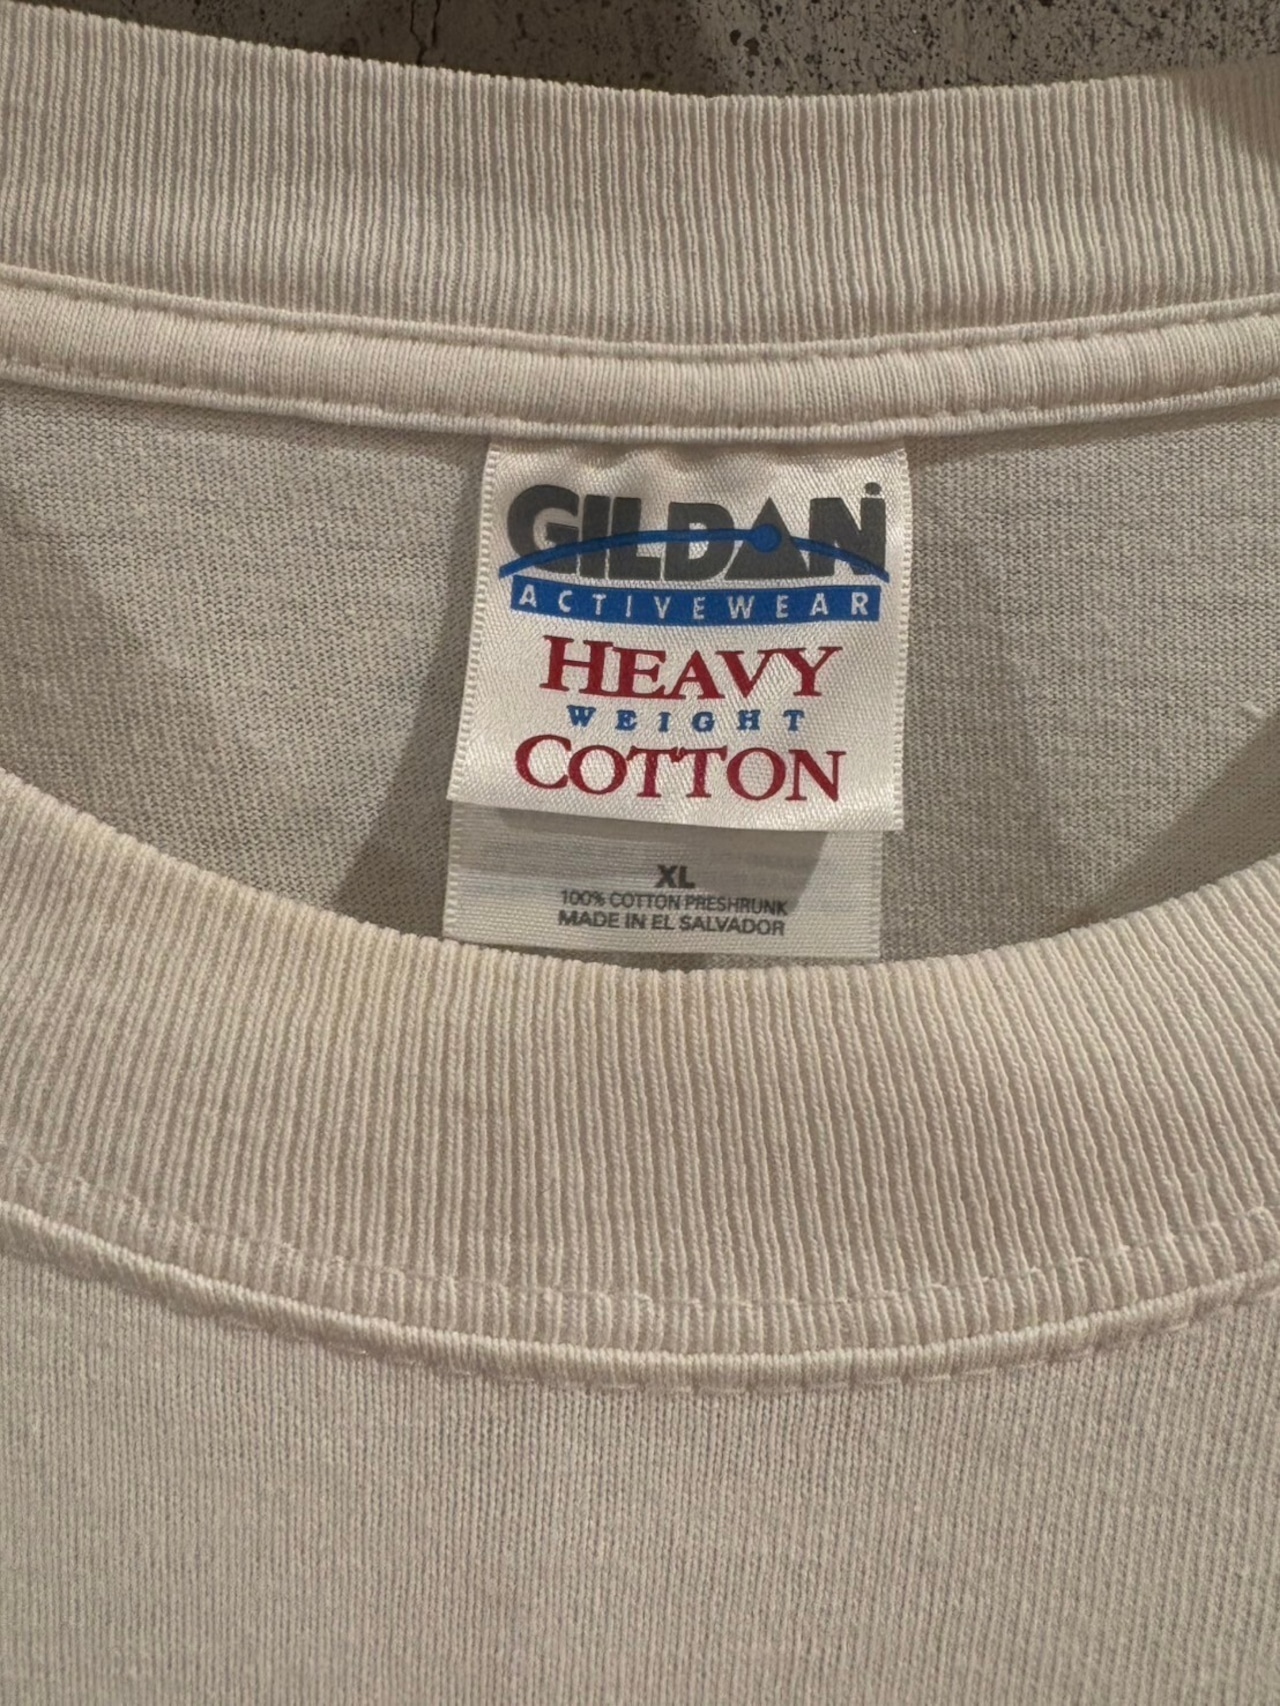 GILDAN
ACTIVEWEAR
HEAVY
WEIGHT
COTTON
XL
100% COTTON PRESHRUNK
MADE IN EL SALVADOR